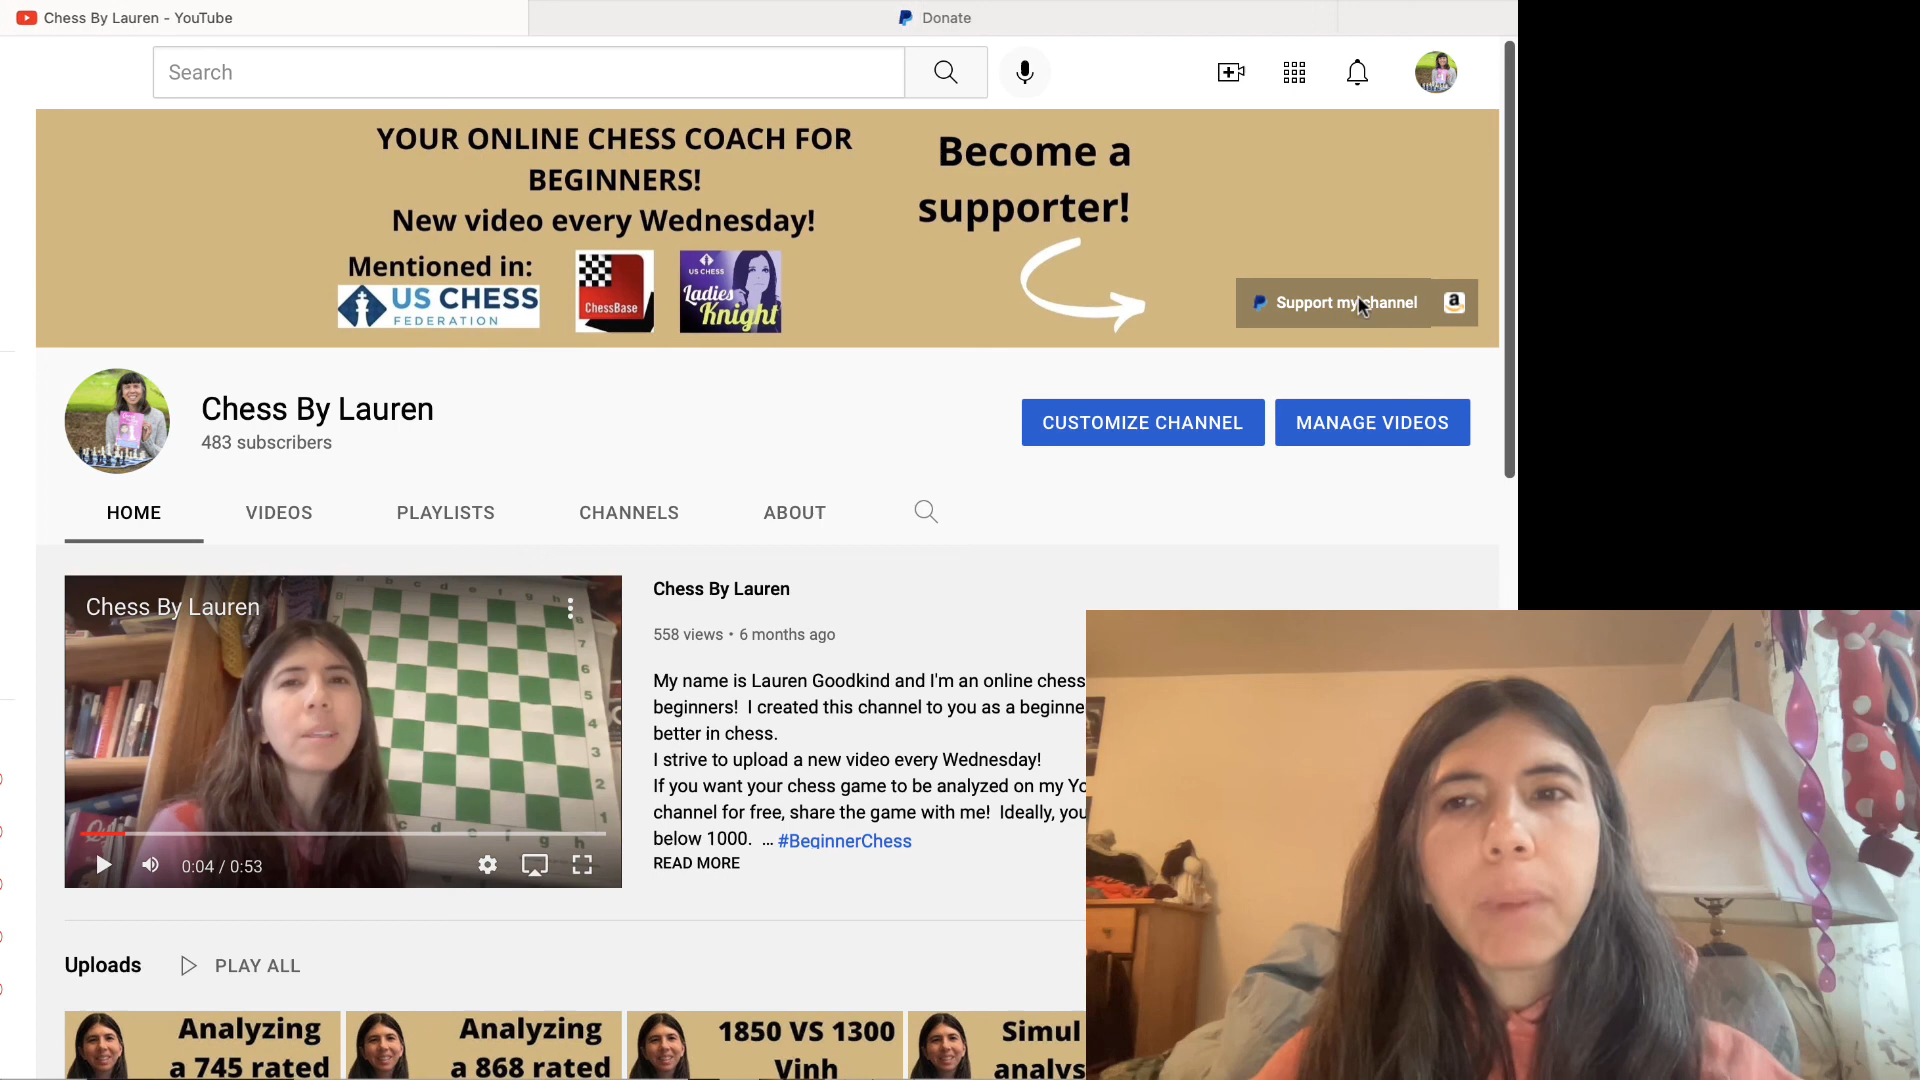 Chess By Lauren - YouTube
Donate
Search
YOUR ONLINE CHESS COACH FOR
BEGINNERS!
New video every Wednesday!
Mentioned in:
US CHESS
FEDERATION
ChessBase
US CHESS
Ladies
Knight
Become a
supporter!
Support my channel
Chess By Lauren
483 subscribers
CUSTOMIZE CHANNEL
MANAGE VIDEOS
HOME
VIDEOS
PLAYLISTS
CHANNELS
ABOUT
Chess By Lauren
0:04 / 0:53
Chess By Lauren
558 views • 6 months ago
My name is Lauren Goodkind and I'm an online chess
beginners! I created this channel to you as a beginne
better in chess.
I strive to upload a new video every Wednesday!
If you want your chess game to be analyzed on my Yo
channel for free, share the game with me! Ideally, you
below 1000. ... #BeginnerChess
READ MORE
Uploads
PLAY ALL
Analyzing
a 745 rated
Analyzing
a 868 rated
1850 VS 1300
Vinh
Simul
analys